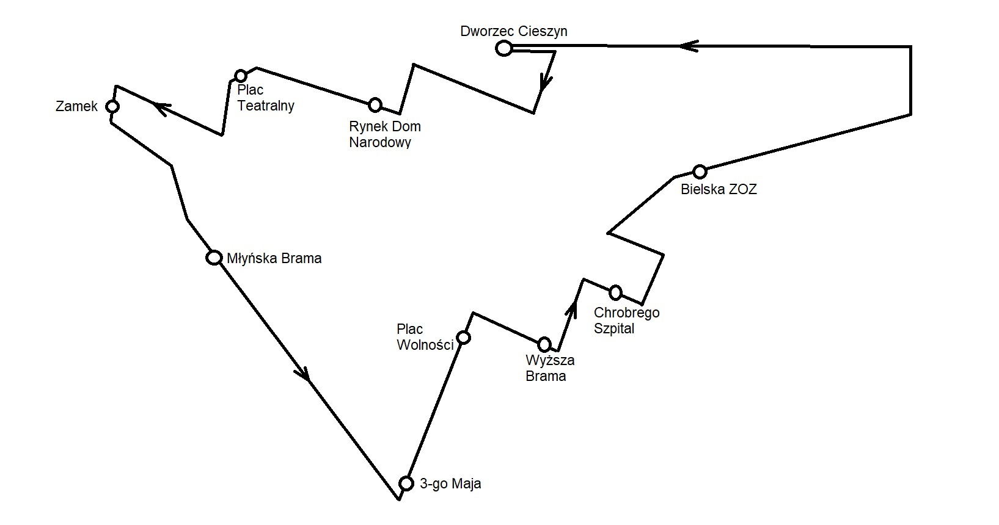 Dworzec Cieszyn
Plac
Teatralny
Zamek
Rynek Dom
Narodowy
Bielska ZOZ
Młyńska Brama
Chrobrego
Szpital
Plac
Wolności
Wyższa
Brama
3-go Maja